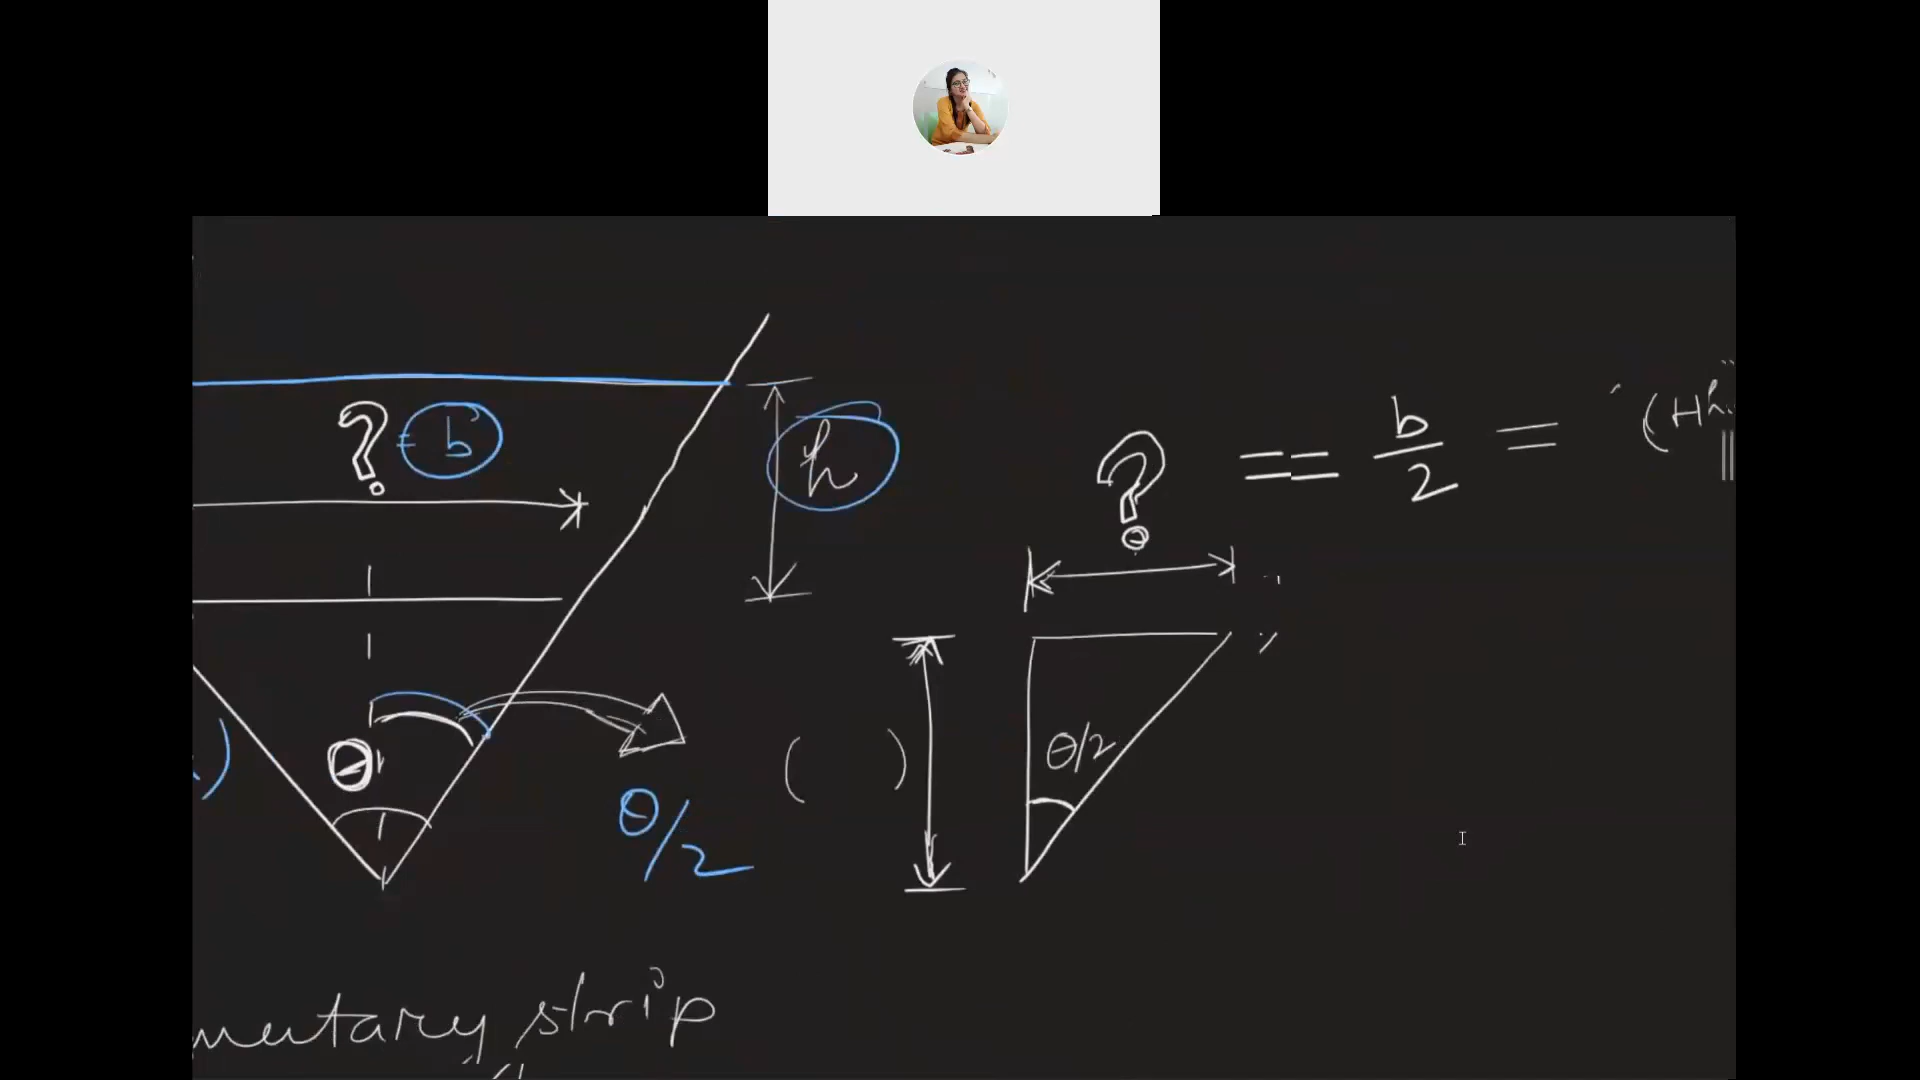 ? = b
h
? == b/2 = (H
θ
θ/2
θ/2
( )
)
mentary strip